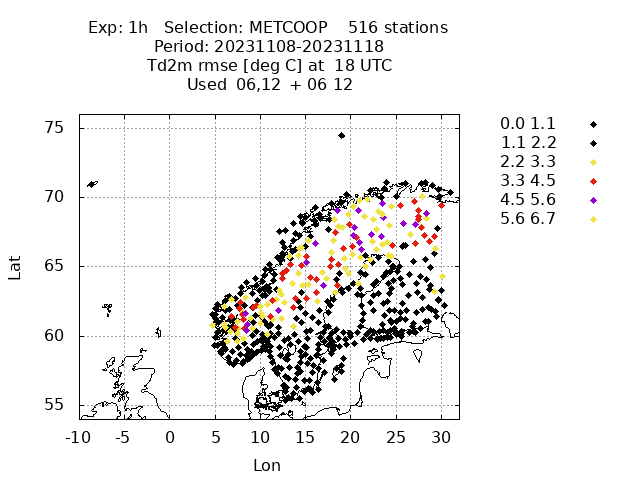 Exp: 1h   Selection: METCOOP    516 stations
Period: 20231108-20231118
Td2m rmse [deg C] at  18 UTC
Used  06,12  + 06 12
0.0 1.1
1.1 2.2
2.2 3.3
3.3 4.5
4.5 5.6
5.6 6.7
75
70
65
60
55
Lat
-10 -5 0 5 10 15 20 25 30
Lon